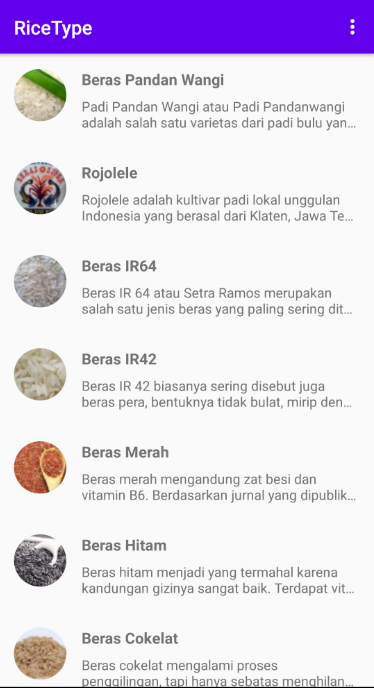 RiceType
Beras Pandan Wangi
Padi Pandan Wangi atau Padi Pandanwangi
adalah salah satu varietas dari padi bulu yan...
Rojolele
Rojolele adalah kultivar padi lokal unggulan
Indonesia yang berasal dari Klaten, Jawa Te...
Beras IR64
Beras IR 64 atau Setra Ramos merupakan
salah satu jenis beras yang paling sering dit...
Beras IR42
Beras IR 42 biasanya sering disebut juga
beras pera, bentuknya tidak bulat, mirip den...
Beras Merah
Beras merah mengandung zat besi dan
vitamin B6. Berdasarkan jurnal yang dipublik...
Beras Hitam
Beras hitam menjadi yang termahal karena
kandungan gizinya sangat baik. Terdapat vit...
Beras Cokelat
Beras cokelat mengalami proses
penggilingan, tapi hanya sebatas menghilan...